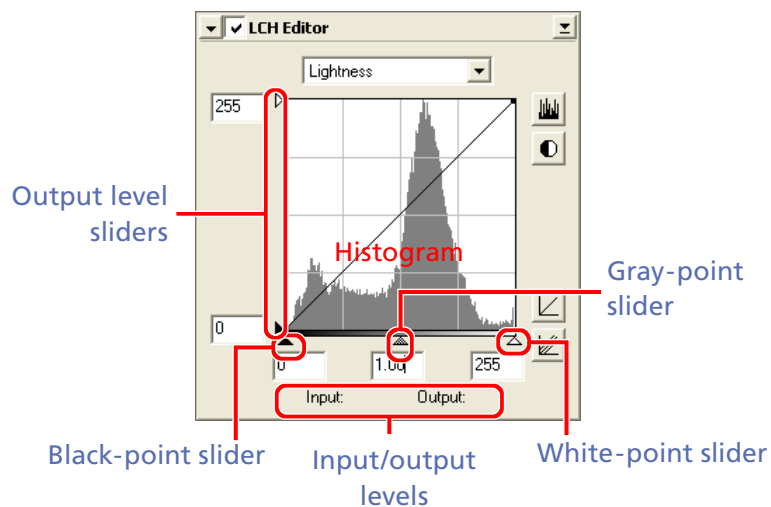 LCH Editor
Lightness
255
Output level
sliders
Histogram
Gray-point
slider
0
0
1.00
255
Input:
Output:
Black-point slider
Input/output
levels
White-point slider